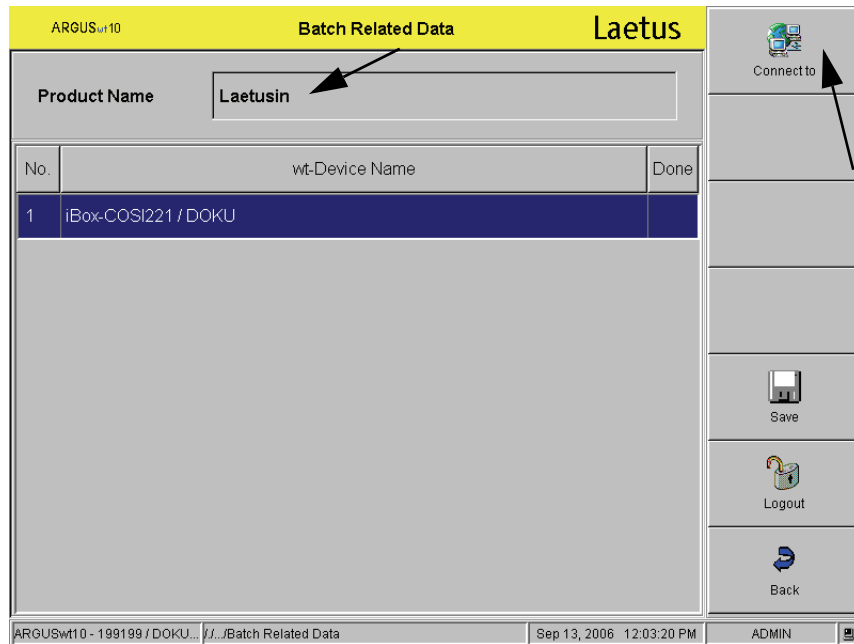 ARGUSwt10 Batch Related Data Laetus
Connect to
Product Name Laetusin
No. wt-Device Name Done
1 iBox-COSI221 / DOKU
Save
Logout
Back
ARGUSwt10 - 199199 / DOKU... /./.../Batch Related Data Sep 13, 2006 12:03:20 PM ADMIN